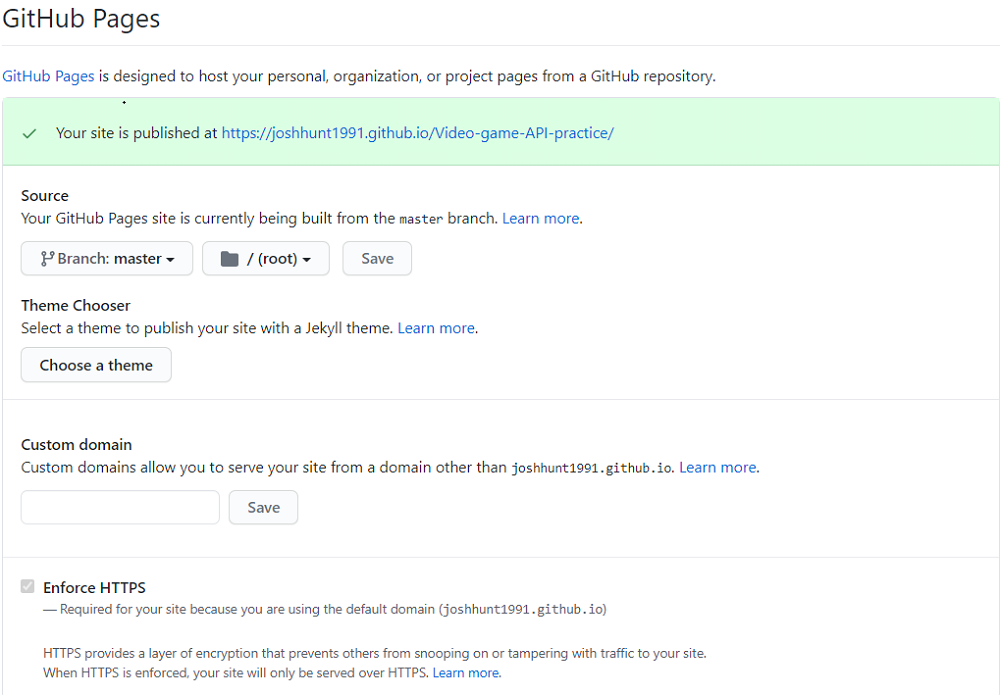 GitHub Pages
GitHub Pages is designed to host your personal, organization, or project pages from a GitHub repository.
Your site is published at https://joshhunt1991.github.io/Video-game-API-practice/
Source
Your GitHub Pages site is currently being built from the master branch. Learn more.
Branch: master / (root) Save
Theme Chooser
Select a theme to publish your site with a Jekyll theme. Learn more.
Choose a theme
Custom domain
Custom domains allow you to serve your site from a domain other than joshhunt1991.github.io. Learn more.
Save
Enforce HTTPS
— Required for your site because you are using the default domain (joshhunt1991.github.io)
HTTPS provides a layer of encryption that prevents others from snooping on or tampering with traffic to your site.
When HTTPS is enforced, your site will only be served over HTTPS. Learn more.